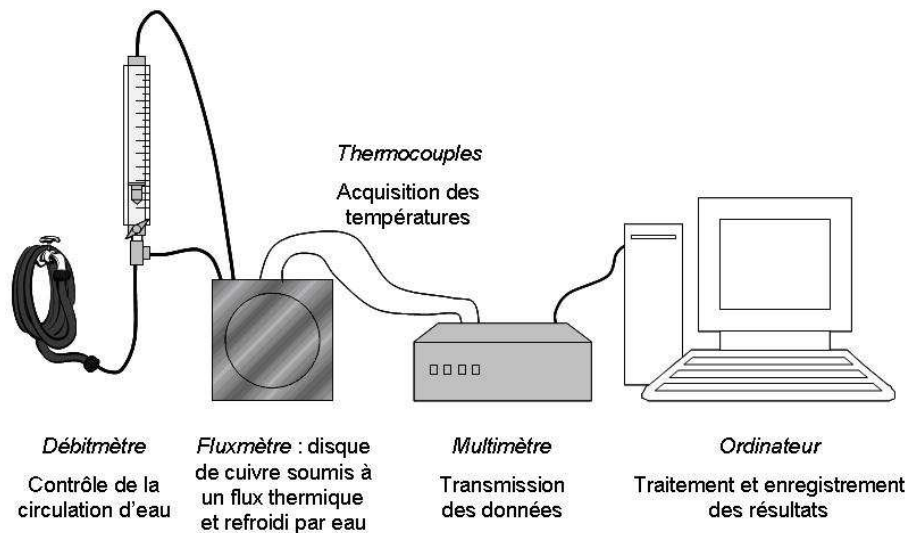 Thermocouples
Acquisition des
températures
Débitmètre
Contrôle de la
circulation d'eau
Fluxmètre : disque
de cuivre soumis à
un flux thermique
et refroidi par eau
Multimètre
Transmission
des données
Ordinateur
Traitement et enregistrement
des résultats